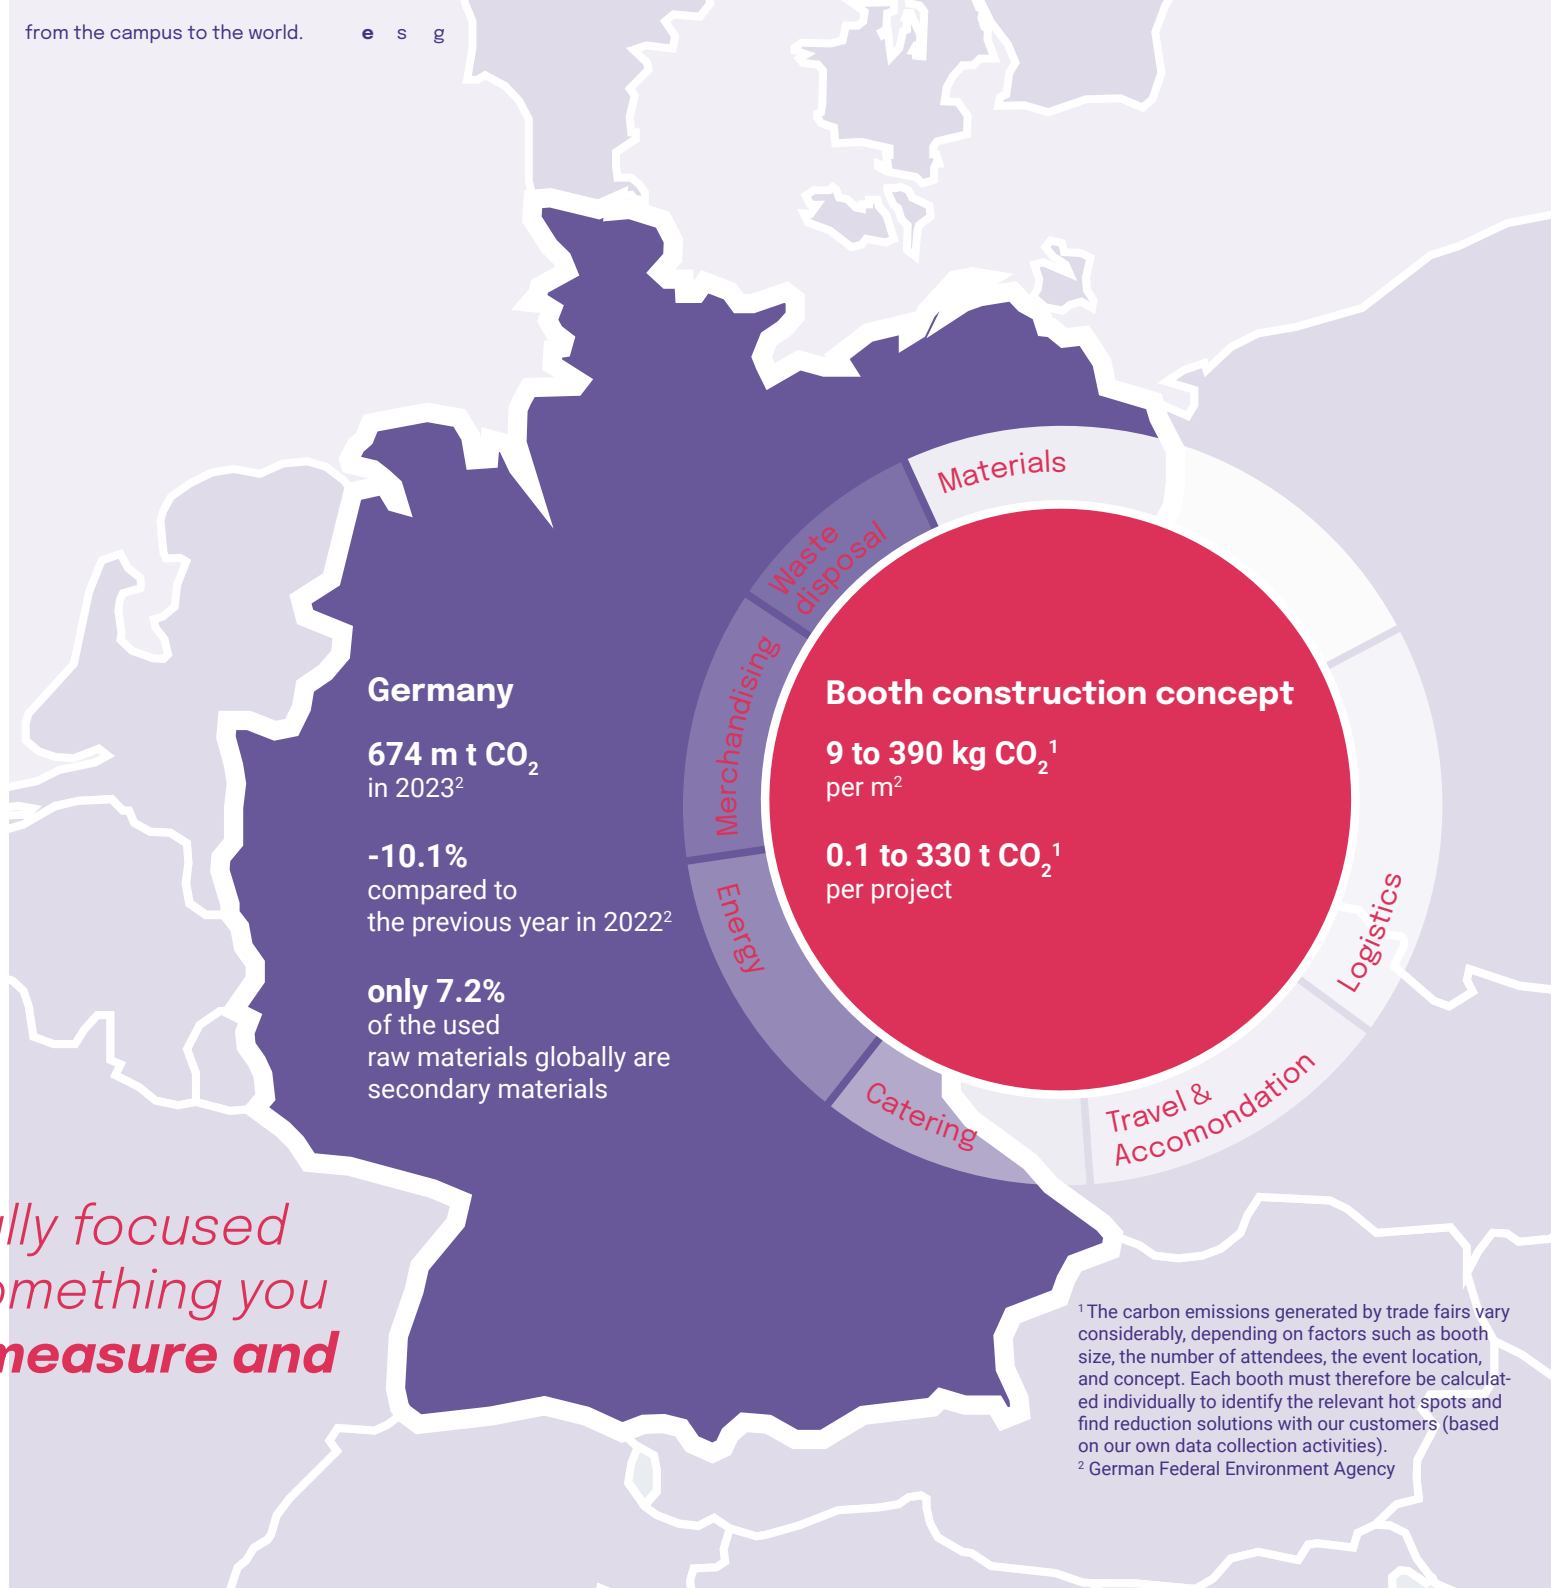 from the campus to the world. e s g
Materials
Waste
disposal
Merchandising
Energy
Catering
Travel &
Accomondation
Logistics
Germany
674 m t CO₂
in 2023²
-10.1%
compared to
the previous year in 2022²
only 7.2%
of the used
raw materials globally are
secondary materials
Booth construction concept
9 to 390 kg CO₂¹
per m²
0.1 to 330 t CO₂¹
per project
lly focused
omething you
measure and
¹ The carbon emissions generated by trade fairs vary
considerably, depending on factors such as booth
size, the number of attendees, the event location,
and concept. Each booth must therefore be calculat-
ed individually to identify the relevant hot spots and
find reduction solutions with our customers (based
on our own data collection activities).
² German Federal Environment Agency